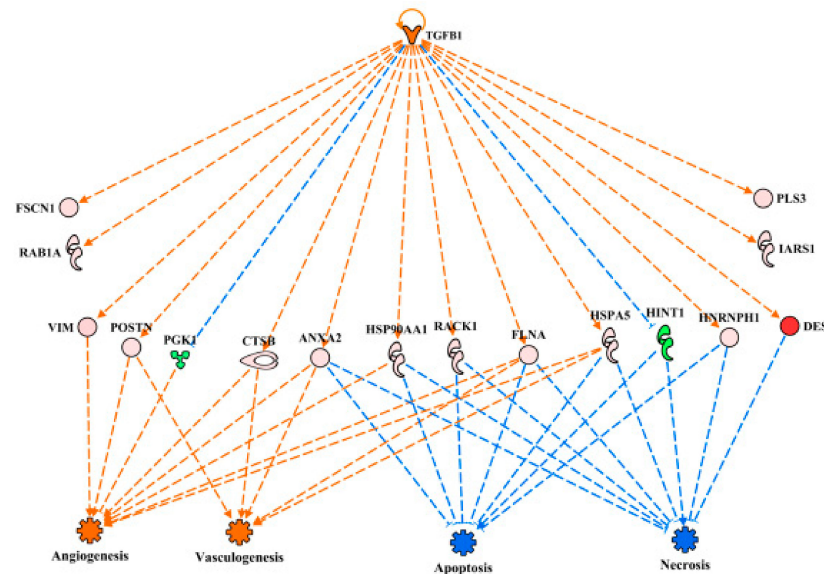 TGFB1
FSCN1
PLS3
RAB1A
IARS1
VIM
POSTN
PGK1
CTSB
ANXA2
HSP90AA1
RACK1
FLNA
HSPA5
HINT1
HNRNPH1
DES
Angiogenesis
Vasculogenesis
Apoptosis
Necrosis